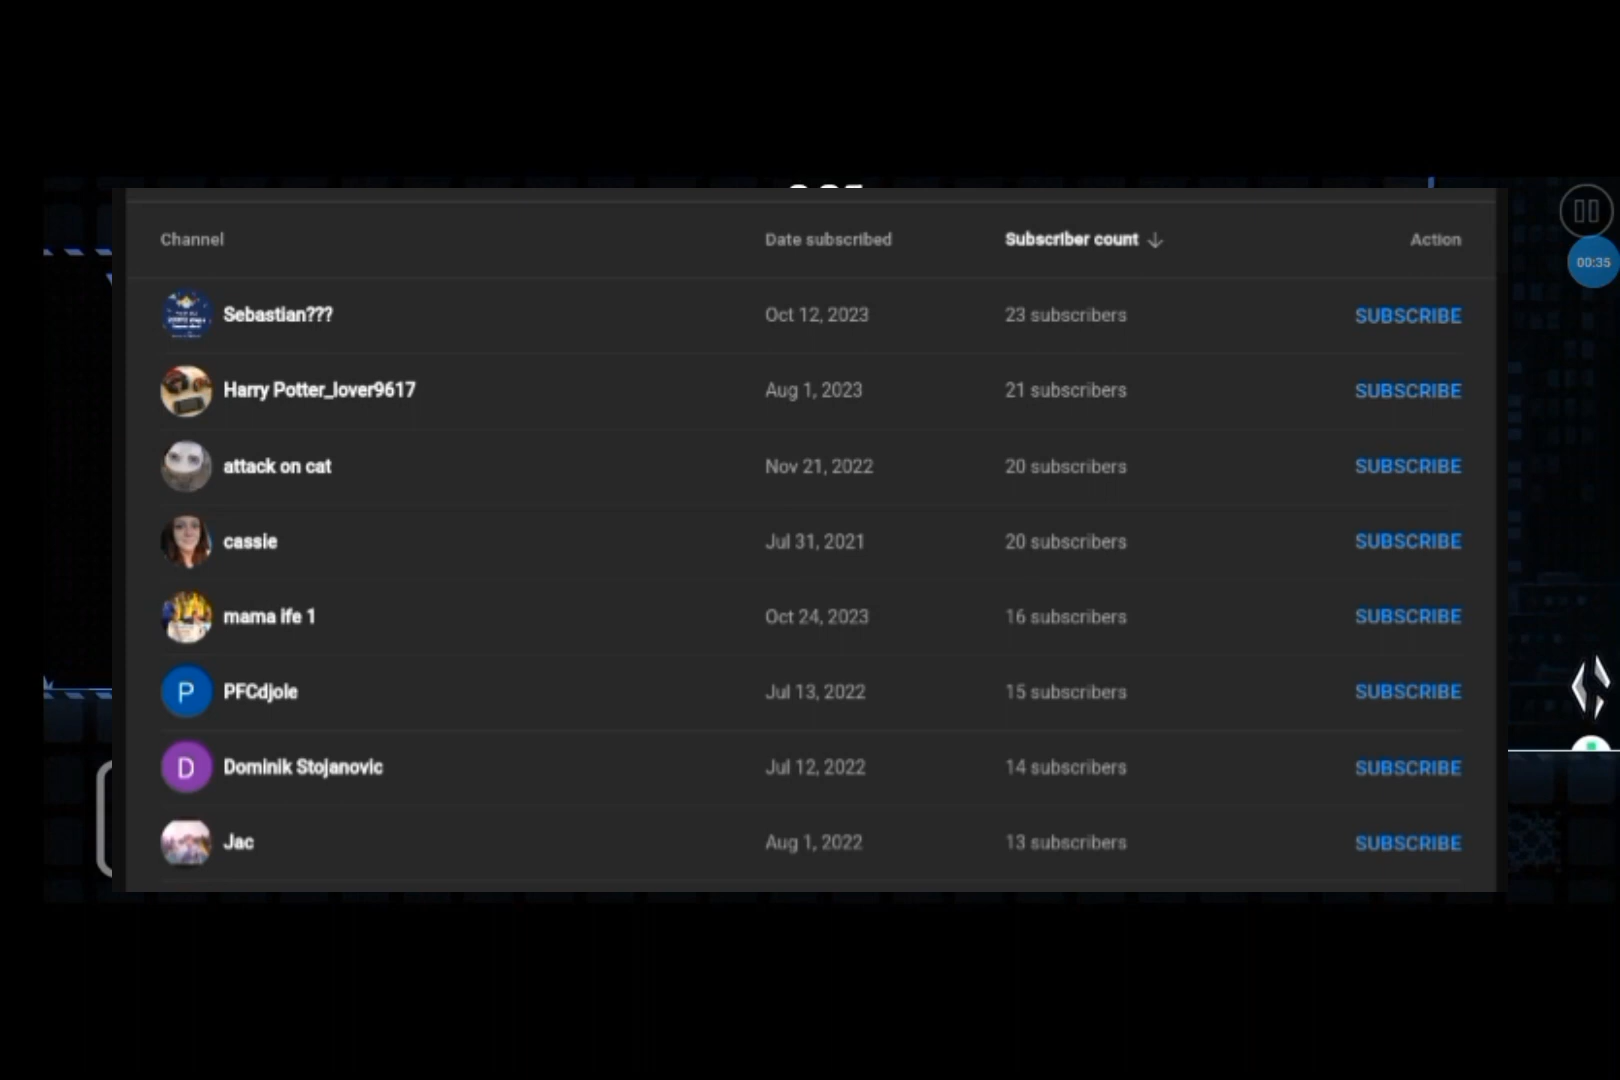 Channel Date subscribed Subscriber count ↓ Action
Sebastian??? Oct 12, 2023 23 subscribers SUBSCRIBE
Harry Potter_lover9617 Aug 1, 2023 21 subscribers SUBSCRIBE
attack on cat Nov 21, 2022 20 subscribers SUBSCRIBE
cassie Jul 31, 2021 20 subscribers SUBSCRIBE
mama ife 1 Oct 24, 2023 16 subscribers SUBSCRIBE
P PFCdjole Jul 13, 2022 15 subscribers SUBSCRIBE
D Dominik Stojanovic Jul 12, 2022 14 subscribers SUBSCRIBE
Jac Aug 1, 2022 13 subscribers SUBSCRIBE
00:35